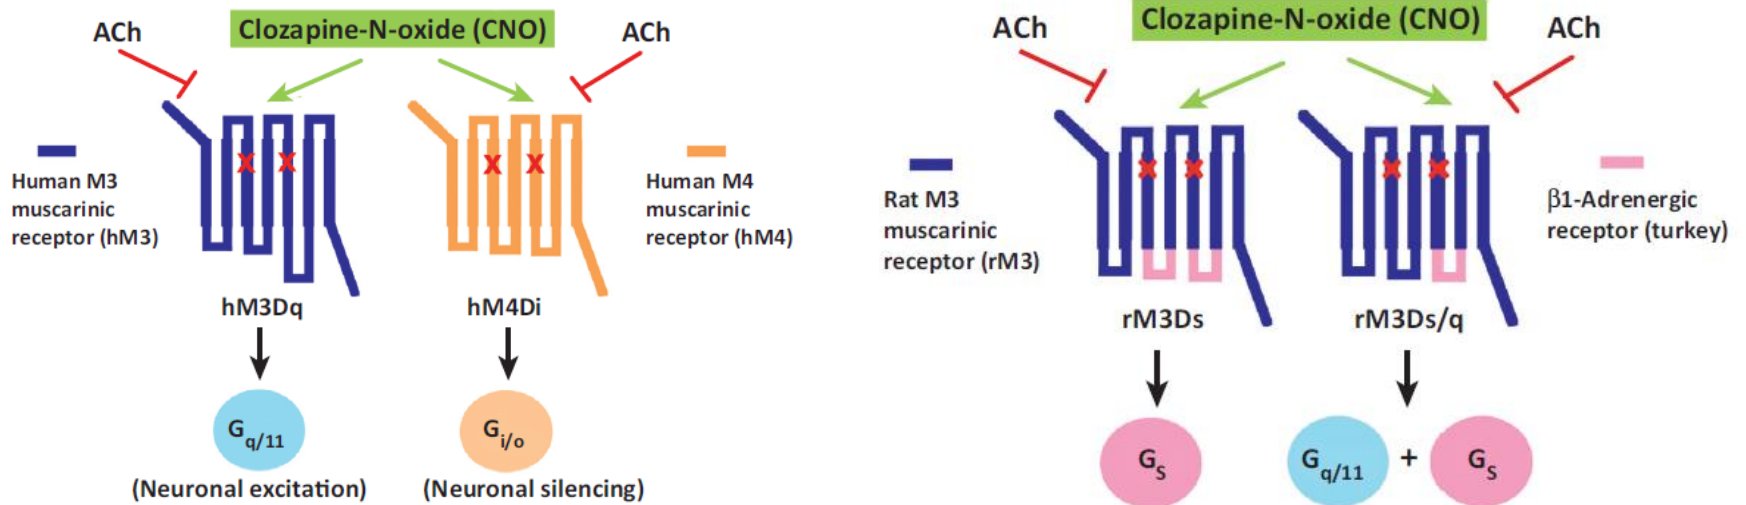 ACh
Clozapine-N-oxide (CNO)
ACh
Human M3
muscarinic
receptor (hM3)
x x
x x
Human M4
muscarinic
receptor (hM4)
hM3Dq
hM4Di
Gq/11
Gi/o
(Neuronal excitation)
(Neuronal silencing)
ACh
Clozapine-N-oxide (CNO)
ACh
Rat M3
muscarinic
receptor (rM3)
x x
x x
β1-Adrenergic
receptor (turkey)
rM3Ds
rM3Ds/q
GS
Gq/11 + GS